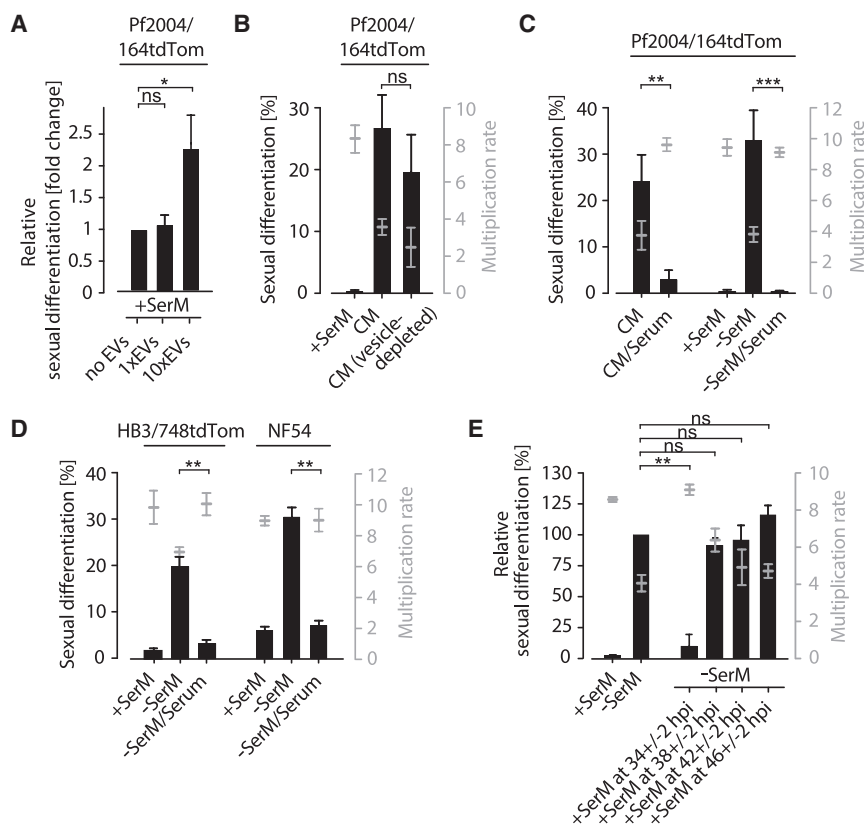 A
Pf2004/
164tdTom
*
ns
Relative
sexual differentiation [fold change]
2.5
2
1.5
1
0.5
0
+SerM
no EVs
1xEVs
10xEVs
B
Pf2004/
164tdTom
ns
Sexual differentiation [%]
30
20
10
0
10
8
6
4
2
0
Multiplication rate
+SerM
CM
CM (vesicle-
depleted)
C
Pf2004/164tdTom
**
***
Sexual differentiation [%]
40
30
20
10
0
12
10
8
6
4
2
0
Multiplication rate
CM
CM/Serum
+SerM
-SerM
-SerM/Serum
D
HB3/748tdTom
NF54
**
**
Sexual differentiation [%]
40
30
20
10
0
12
10
8
6
4
2
0
Multiplication rate
+SerM
-SerM
-SerM/Serum
+SerM
-SerM
-SerM/Serum
E
ns
ns
ns
**
Relative
sexual differentiation [%]
130
100
75
50
25
0
10
8
6
4
2
0
Multiplication rate
+SerM
-SerM
-SerM
+SerM at 34+/-2 hpi
+SerM at 38+/-2 hpi
+SerM at 42+/-2 hpi
+SerM at 46+/-2 hpi